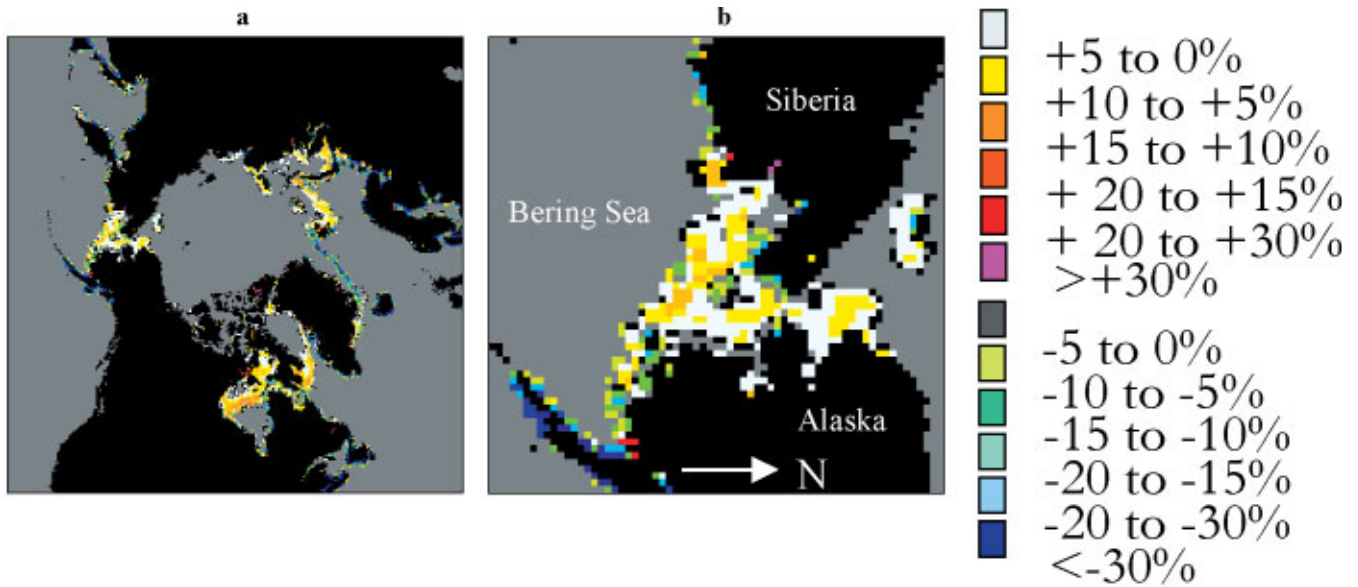 a
b
Siberia
Bering Sea
Alaska
N
+5 to 0%
+10 to +5%
+15 to +10%
+ 20 to +15%
+ 20 to +30%
>+30%
-5 to 0%
-10 to -5%
-15 to -10%
-20 to -15%
-20 to -30%
<-30%